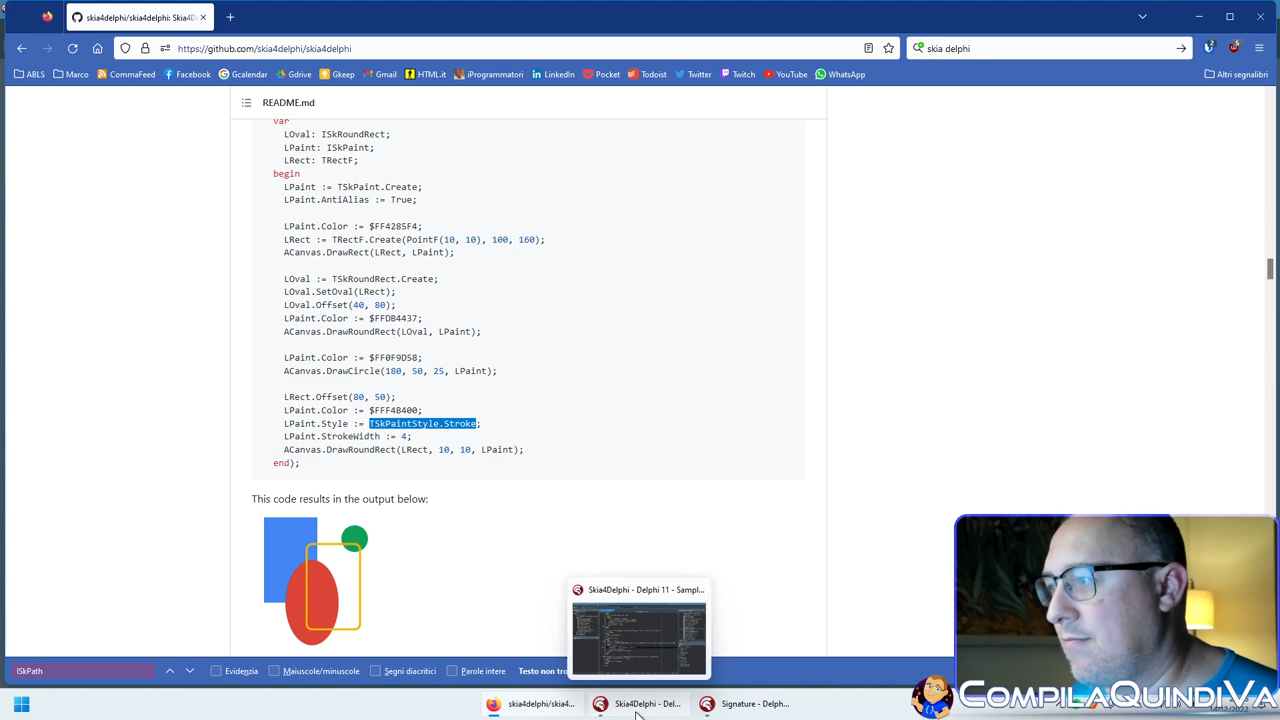 skia4delphi/skia4delphi: Skia4D
https://github.com/skia4delphi/skia4delphi
skia delphi
ABLS
Marco
CommaFeed
Facebook
Gcalendar
Gdrive
Gkeep
Gmail
HTML.it
iProgrammatori
LinkedIn
Pocket
Todoist
Twitter
Twitch
YouTube
WhatsApp
Altri segnalibri
README.md
var
LOval: ISkRoundRect;
LPaint: ISkPaint;
LRect: TRectF;
begin
LPaint := TSkPaint.Create;
LPaint.AntiAlias := True;
LPaint.Color := $FF4285F4;
LRect := TRectF.Create(PointF(10, 10), 100, 160);
ACanvas.DrawRect(LRect, LPaint);
LOval := TSkRoundRect.Create;
LOval.SetOval(LRect);
LOval.Offset(40, 80);
LPaint.Color := $FFDB4437;
ACanvas.DrawRoundRect(LOval, LPaint);
LPaint.Color := $FF0F9D58;
ACanvas.DrawCircle(180, 50, 25, LPaint);
LRect.Offset(80, 50);
LPaint.Color := $FFF4B400;
LPaint.Style := TSkPaintStyle.Stroke;
LPaint.StrokeWidth := 4;
ACanvas.DrawRoundRect(LRect, 10, 10, LPaint);
end);
This code results in the output below:
Skia4Delphi - Delphi 11 - Sampl...
ISkPath
Evidenzia
Maiuscole/minuscole
Segni diacritici
Parole intere
Testo non tro
skia4delphi/skia4...
Skia4Delphi - Del...
Signature - Delph...
COMPILAQUINDIVA